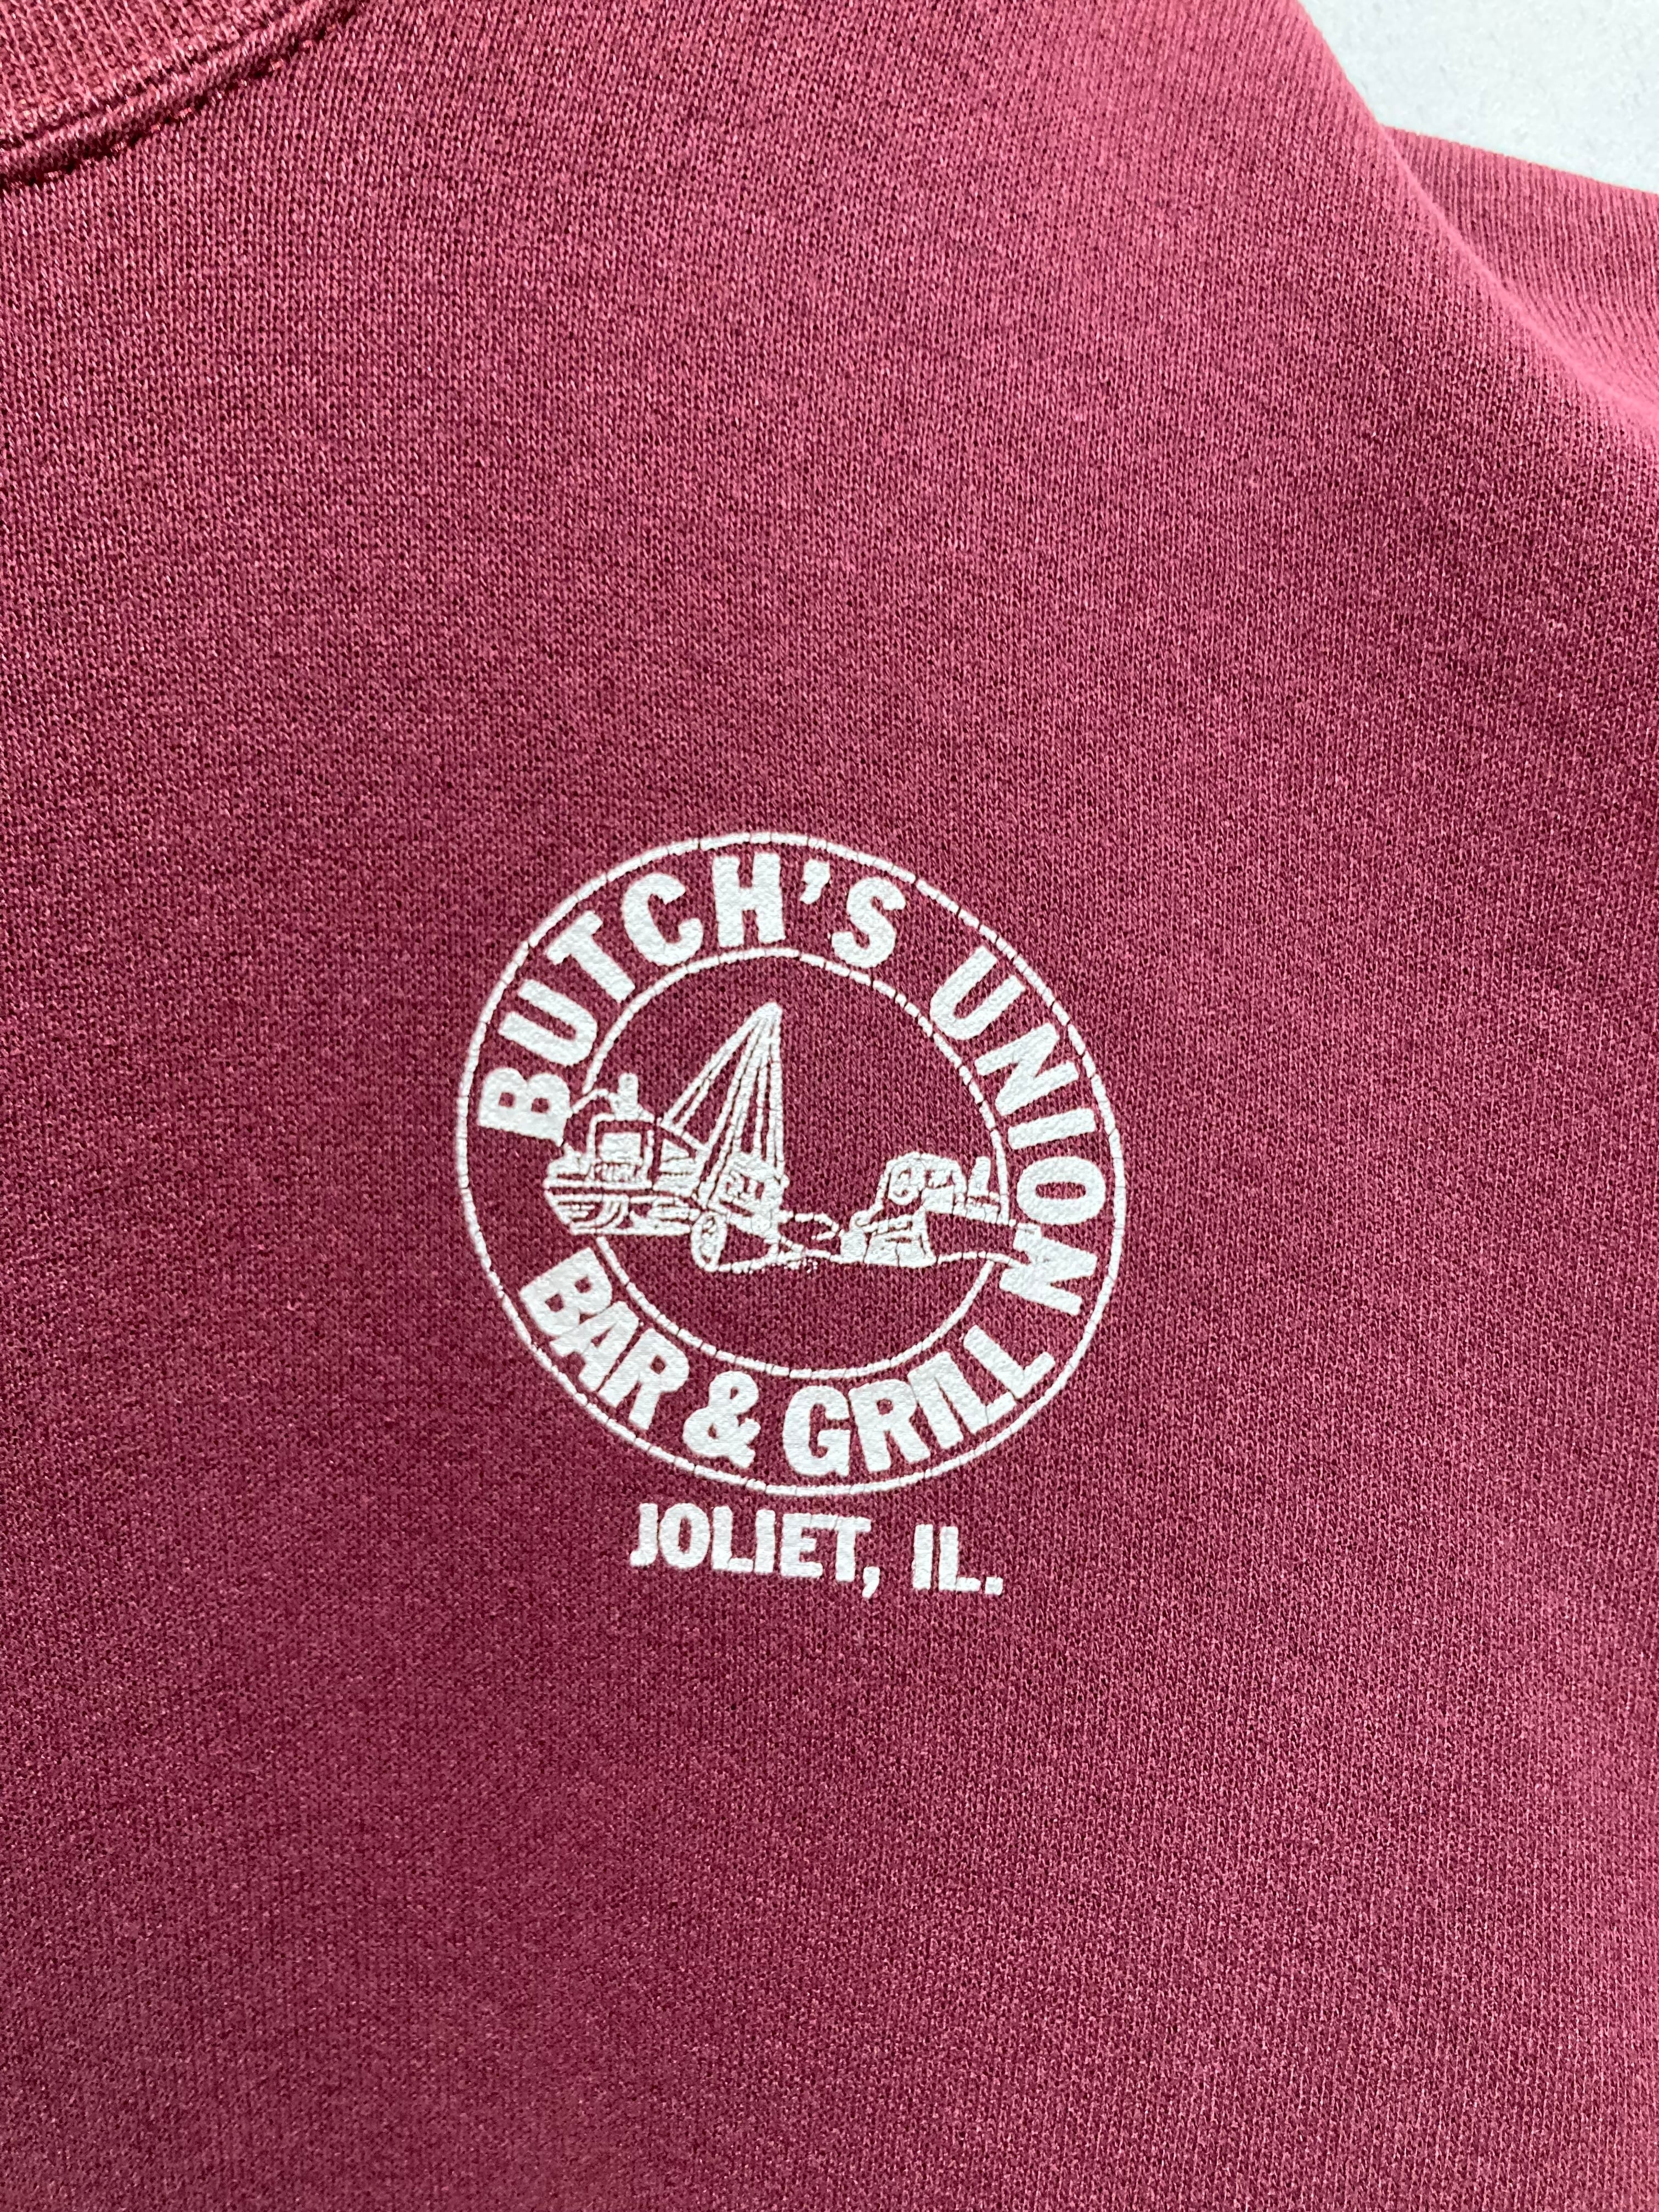 BUTCH'S UNION
BAR & GRILL
JOLIET, IL.